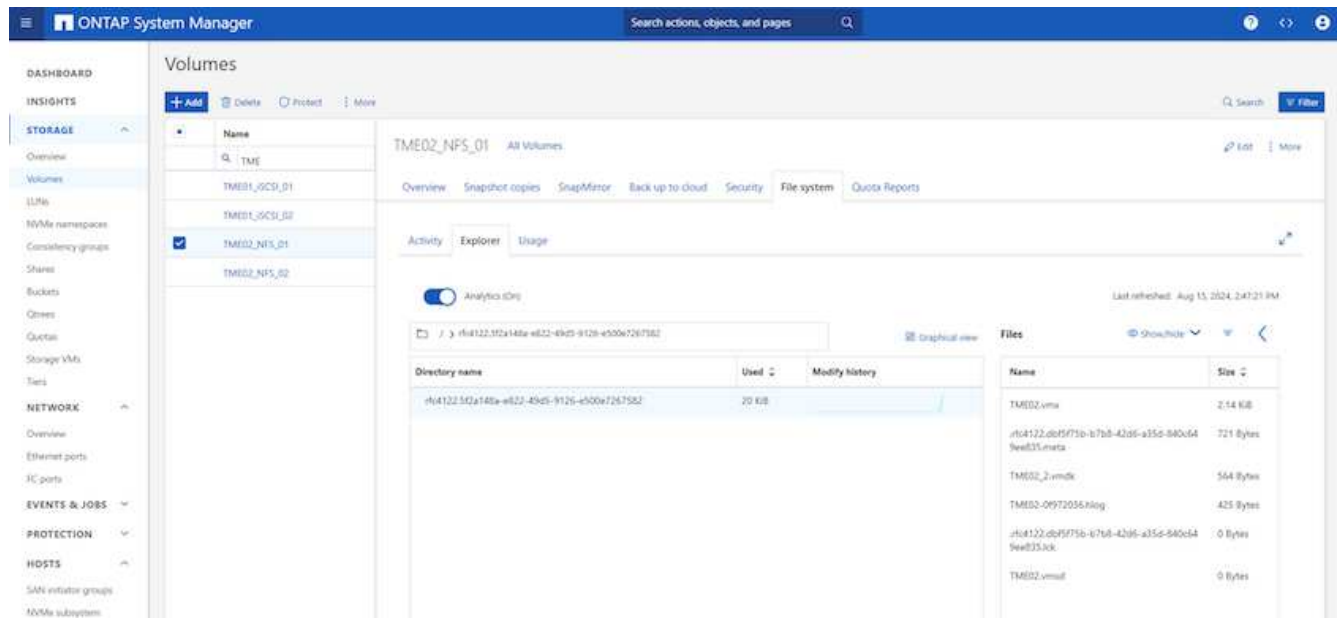 ONTAP System Manager
Search actions, objects, and pages
DASHBOARD
INSIGHTS
STORAGE
Overview
Volumes
LUNs
NVMe namespaces
Consistency groups
Shares
Buckets
Qtrees
Quotas
Storage VMs
Tiers
NETWORK
Overview
Ethernet ports
FC ports
EVENTS & JOBS
PROTECTION
HOSTS
SAN initiator groups
NVMe subsystem
Volumes
+ Add Delete Protect More
Search Filter
Name
TME
TME01_iSCSI_01
TME01_iSCSI_02
TME02_NFS_01
TME02_NFS_02
TME02_NFS_01 All Volumes
Edit More
Overview Snapshot copies SnapMirror Back up to cloud Security File system Quota Reports
Activity Explorer Usage
Analytics (On)
Last refreshed: Aug 15, 2024, 2:47:21 PM
Graphical view
Directory name Used Modify history
20 KiB
Files Show/hide
Name Size
TME02.vmx 2.14 KiB
721 Bytes
TME02_2.vmdk 564 Bytes
TME02-0f972036.hlog 425 Bytes
0 Bytes
TME02.vmsd 0 Bytes